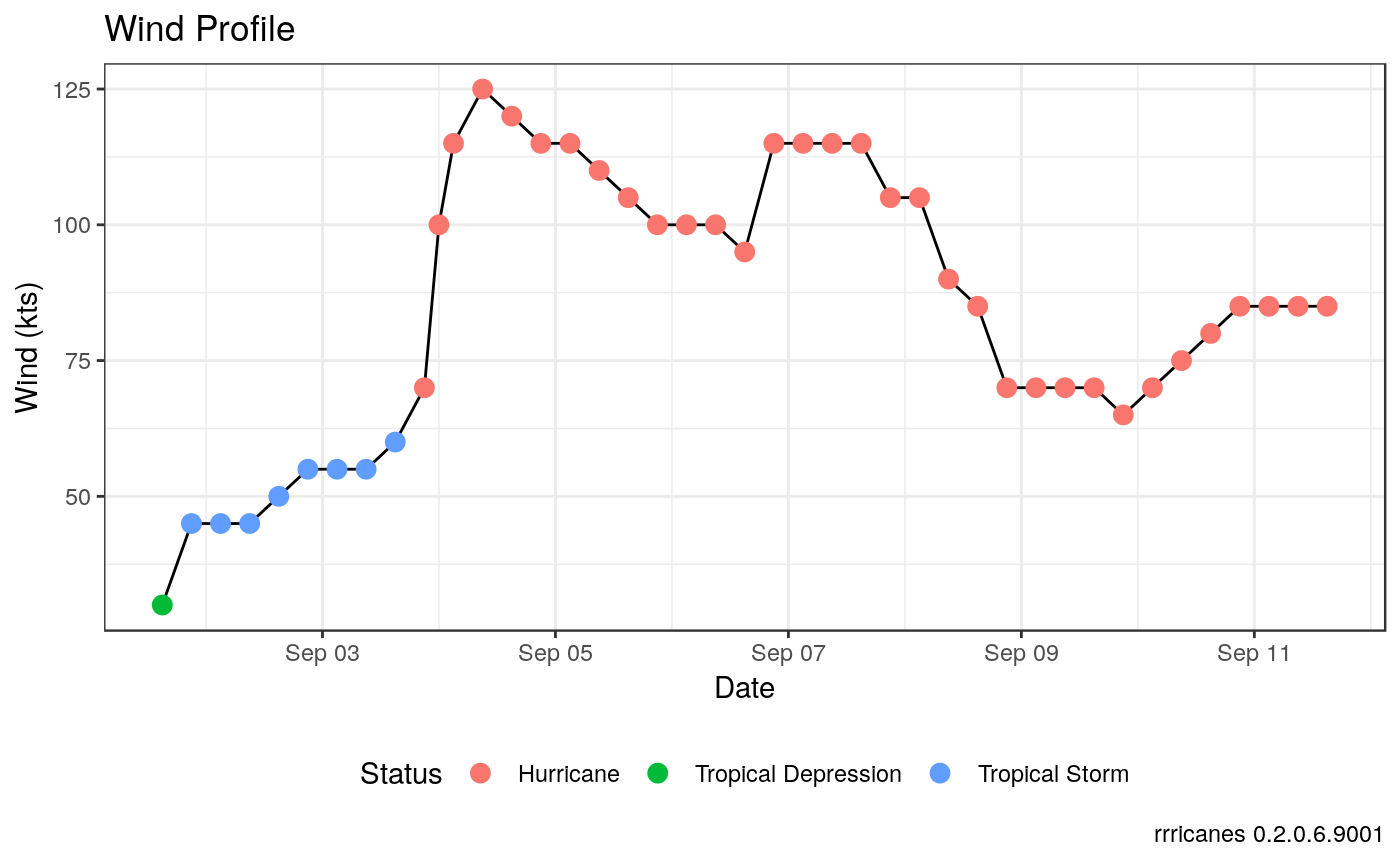 Wind Profile
125
100
75
50
Wind (kts)
Sep 03 Sep 05 Sep 07 Sep 09 Sep 11
Date
Status Hurricane Tropical Depression Tropical Storm
rrricanes 0.2.0.6.9001